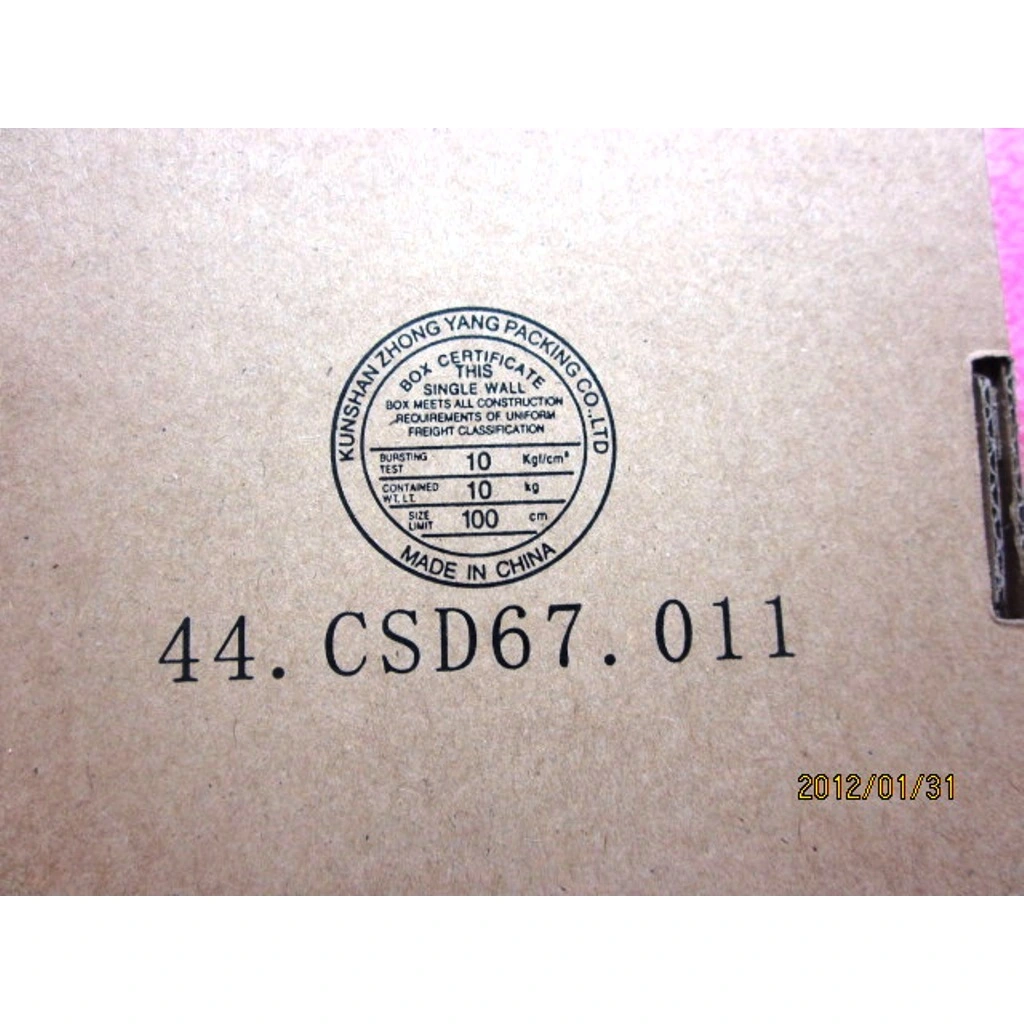 KUNSHAN ZHONG YANG PACKING CO.,LTD
BOX CERTIFICATE
THIS
SINGLE WALL
BOX MEETS ALL CONSTRUCTION
REQUIREMENTS OF UNIFORM
FREIGHT CLASSIFICATION
BURSTING TEST 10 Kgf/cm²
CONTAINED WT. LT. 10 kg
SIZE LIMIT 100 cm
MADE IN CHINA
44.CSD67.011
2012/01/31